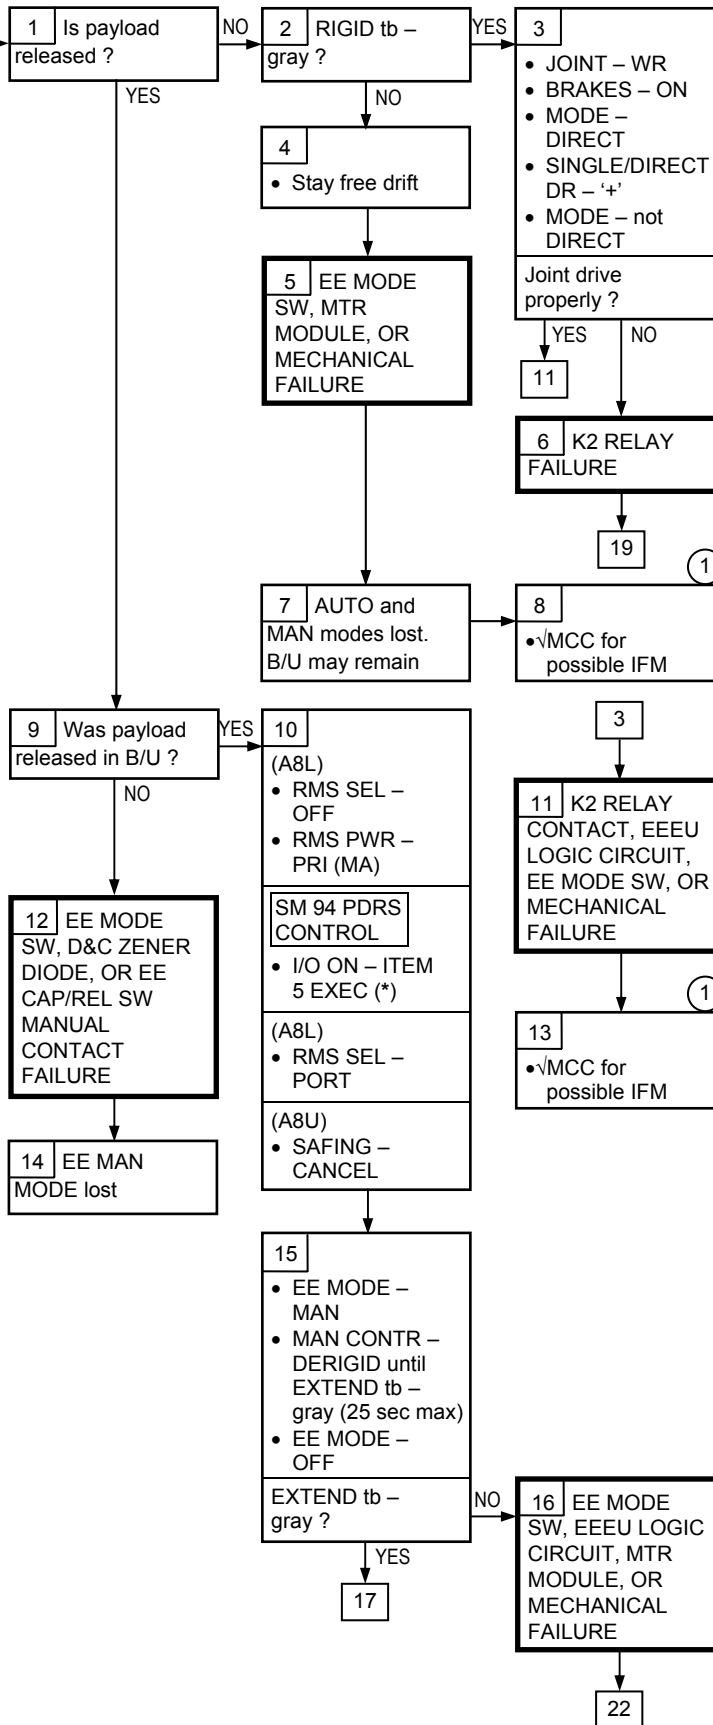 1 Is payload
released ?
NO
YES
2 RIGID tb –
gray ?
YES
NO
3
• JOINT – WR
• BRAKES – ON
• MODE –
DIRECT
• SINGLE/DIRECT
DR – '+'
• MODE – not
DIRECT
Joint drive
properly ?
YES
NO
11
4
• Stay free drift
5 EE MODE
SW, MTR
MODULE, OR
MECHANICAL
FAILURE
6 K2 RELAY
FAILURE
19
7 AUTO and
MAN modes lost.
B/U may remain
1
8
•√MCC for
possible IFM
9 Was payload
released in B/U ?
YES
NO
10
(A8L)
• RMS SEL –
OFF
• RMS PWR –
PRI (MA)
SM 94 PDRS
CONTROL
• I/O ON – ITEM
5 EXEC (*)
(A8L)
• RMS SEL –
PORT
(A8U)
• SAFING –
CANCEL
3
11 K2 RELAY
CONTACT, EEEU
LOGIC CIRCUIT,
EE MODE SW, OR
MECHANICAL
FAILURE
12 EE MODE
SW, D&C ZENER
DIODE, OR EE
CAP/REL SW
MANUAL
CONTACT
FAILURE
1
13
•√MCC for
possible IFM
14 EE MAN
MODE lost
15
• EE MODE –
MAN
• MAN CONTR –
DERIGID until
EXTEND tb –
gray (25 sec max)
• EE MODE –
OFF
EXTEND tb –
gray ?
NO
YES
17
16 EE MODE
SW, EEEU LOGIC
CIRCUIT, MTR
MODULE, OR
MECHANICAL
FAILURE
22